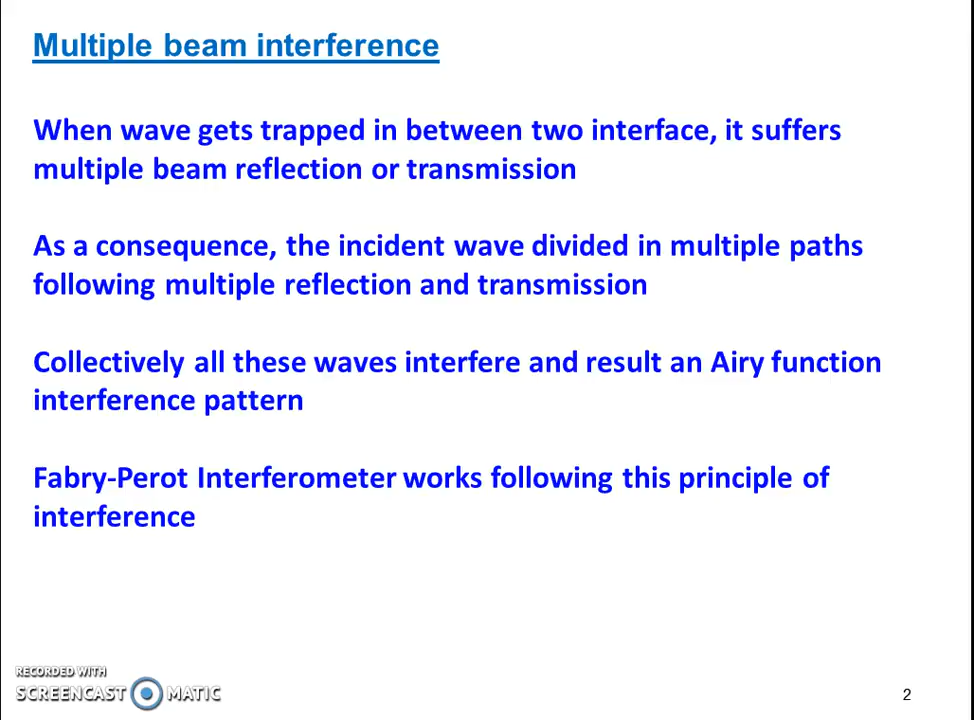 Multiple beam interference
When wave gets trapped in between two interface, it suffers
multiple beam reflection or transmission
As a consequence, the incident wave divided in multiple paths
following multiple reflection and transmission
Collectively all these waves interfere and result an Airy function
interference pattern
Fabry-Perot Interferometer works following this principle of
interference
RECORDED WITH
SCREENCAST MATIC
2